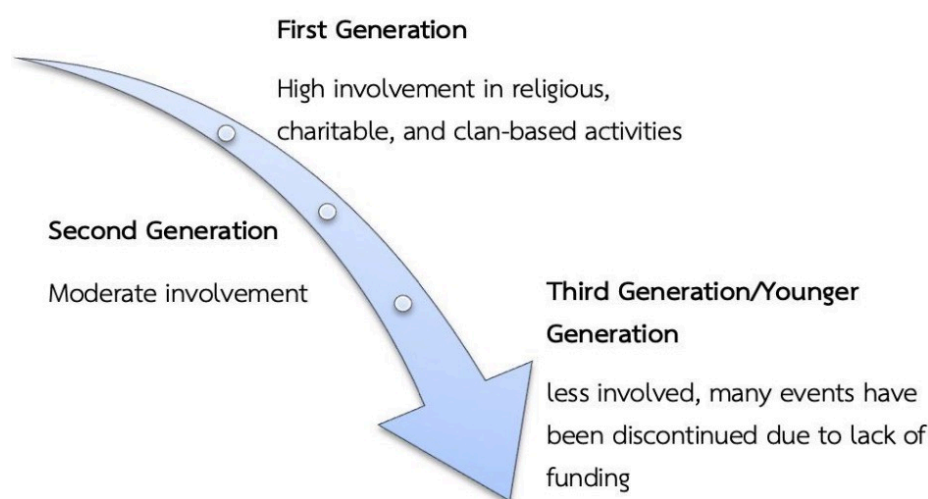 First Generation
High involvement in religious,
charitable, and clan-based activities
Second Generation
Moderate involvement
Third Generation/Younger
Generation
less involved, many events have
been discontinued due to lack of
funding